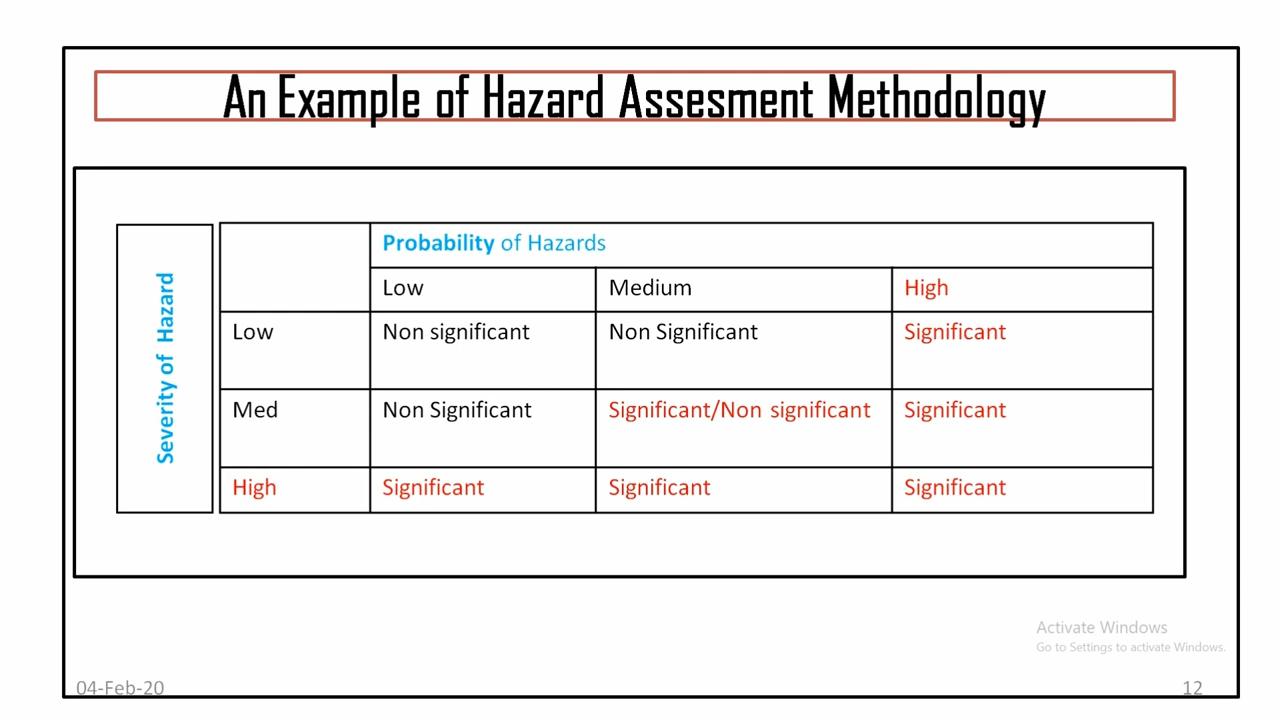 An Example of Hazard Assesment Methodology
Severity of Hazard
Probability of Hazards
Low Medium High
Low Non significant Non Significant Significant
Med Non Significant Significant/Non significant Significant
High Significant Significant Significant
Activate Windows
Go to Settings to activate Windows.
04-Feb-20 12